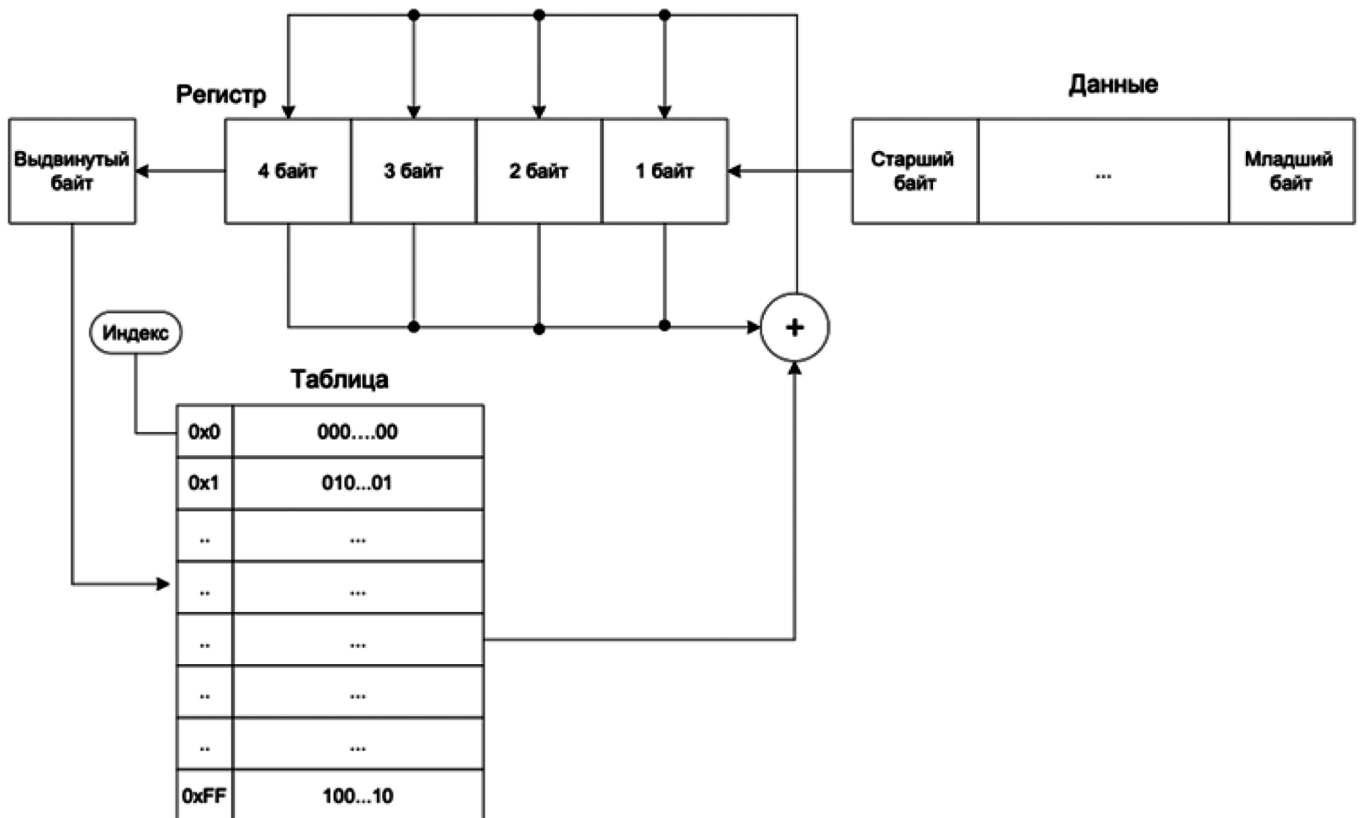 Регистр
Данные
Выдвинутый
байт
4 байт
3 байт
2 байт
1 байт
Старший
байт
...
Младший
байт
+
Индекс
Таблица
0x0 000....00
0x1 010...01
.. ...
.. ...
.. ...
.. ...
.. ...
0xFF 100...10